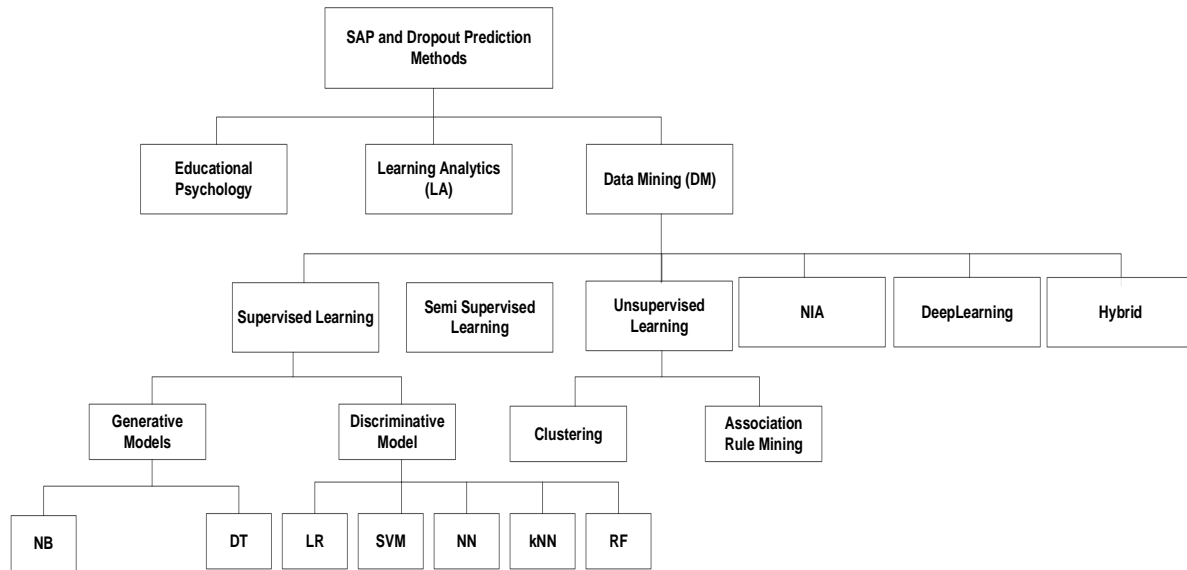 SAP and Dropout Prediction
Methods
Educational
Psychology
Learning Analytics
(LA)
Data Mining (DM)
Supervised Learning
Semi Supervised
Learning
Unsupervised
Learning
NIA
DeepLearning
Hybrid
Generative
Models
Discriminative
Model
Clustering
Association
Rule Mining
NB
DT
LR
SVM
NN
kNN
RF